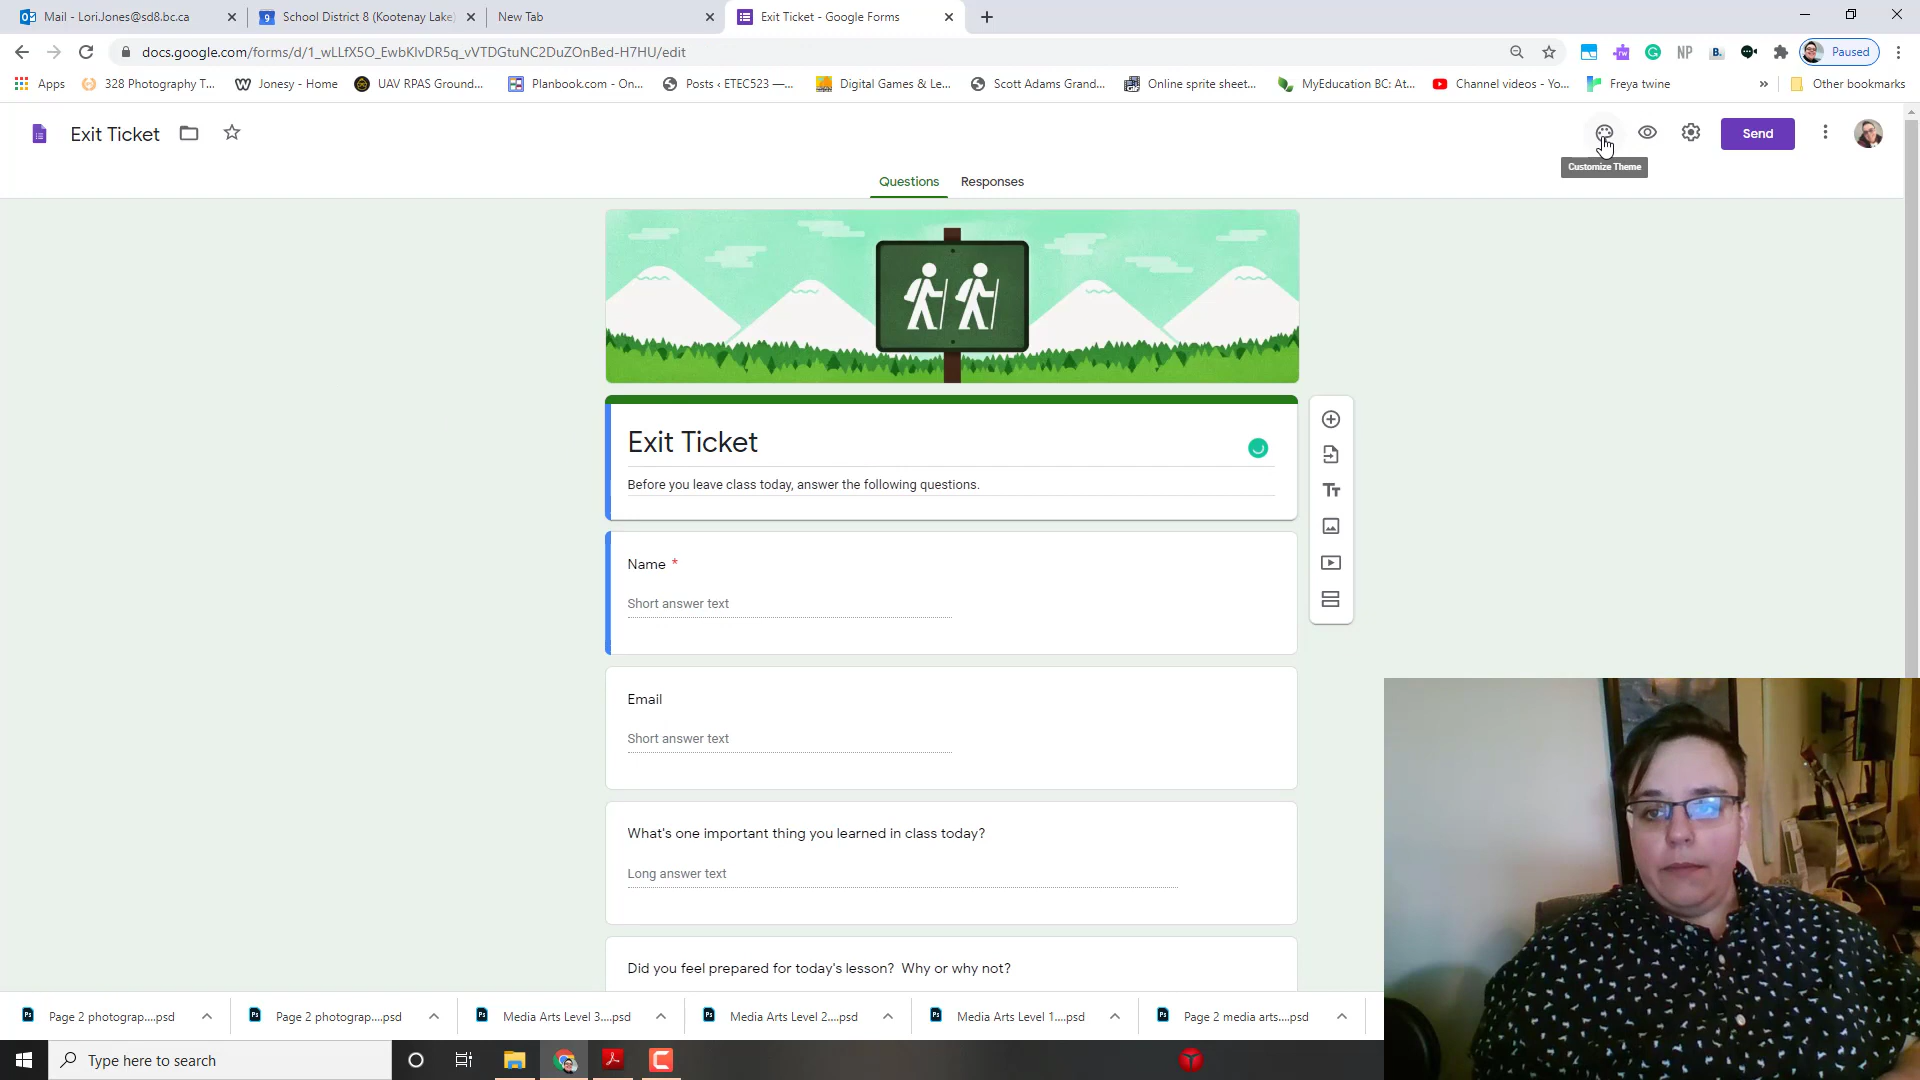 Mail - Lori.Jones@sd8.bc.ca
School District 8 (Kootenay Lake)
New Tab
Exit Ticket - Google Forms
docs.google.com/forms/d/1_wLLfX5O_EwbKlvDR5q_vVTDGtuNC2DuZOnBed-H7HU/edit
NP
B.
Paused
Apps
328 Photography T...
Jonesy - Home
UAV RPAS Ground...
Planbook.com - On...
Posts ‹ ETEC523 —...
Digital Games & Le...
Scott Adams Grand...
Online sprite sheet...
MyEducation BC: At...
Channel videos - Yo...
Freya twine
»
Other bookmarks
Exit Ticket
Send
Customize Theme
Questions
Responses
Exit Ticket
Before you leave class today, answer the following questions.
Name *
Short answer text
Email
Short answer text
What's one important thing you learned in class today?
Long answer text
Did you feel prepared for today's lesson? Why or why not?
Page 2 photograp....psd
Page 2 photograp....psd
Media Arts Level 3....psd
Media Arts Level 2....psd
Media Arts Level 1....psd
Page 2 media arts....psd
Type here to search